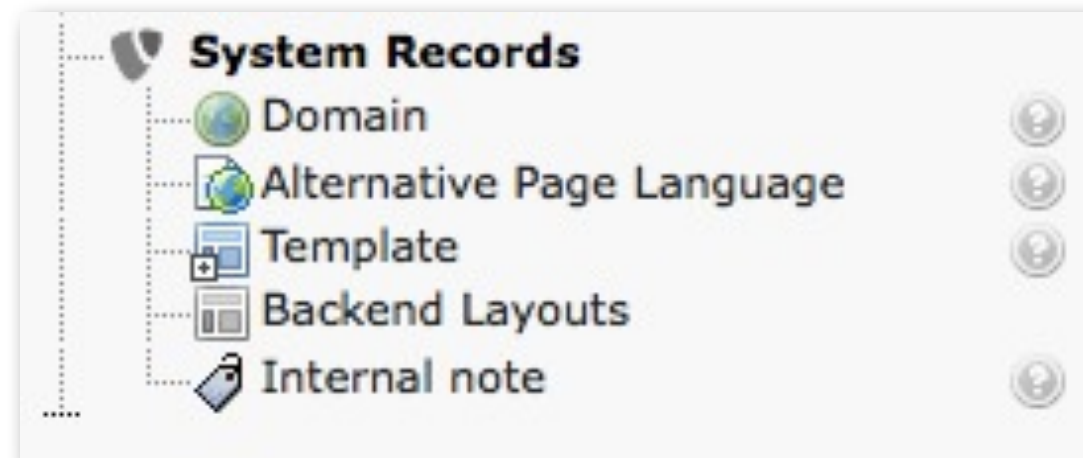 System Records
Domain
Alternative Page Language
Template
Backend Layouts
Internal note